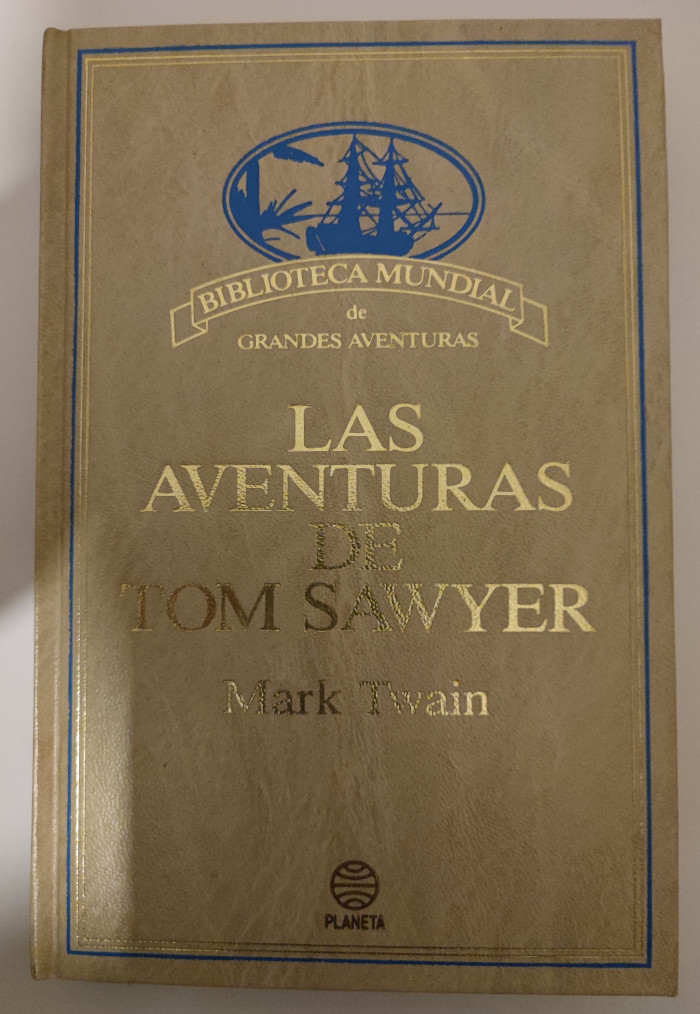 BIBLIOTECA MUNDIAL
de
GRANDES AVENTURAS
LAS
AVENTURAS
DE
TOM SAWYER
Mark Twain
PLANETA